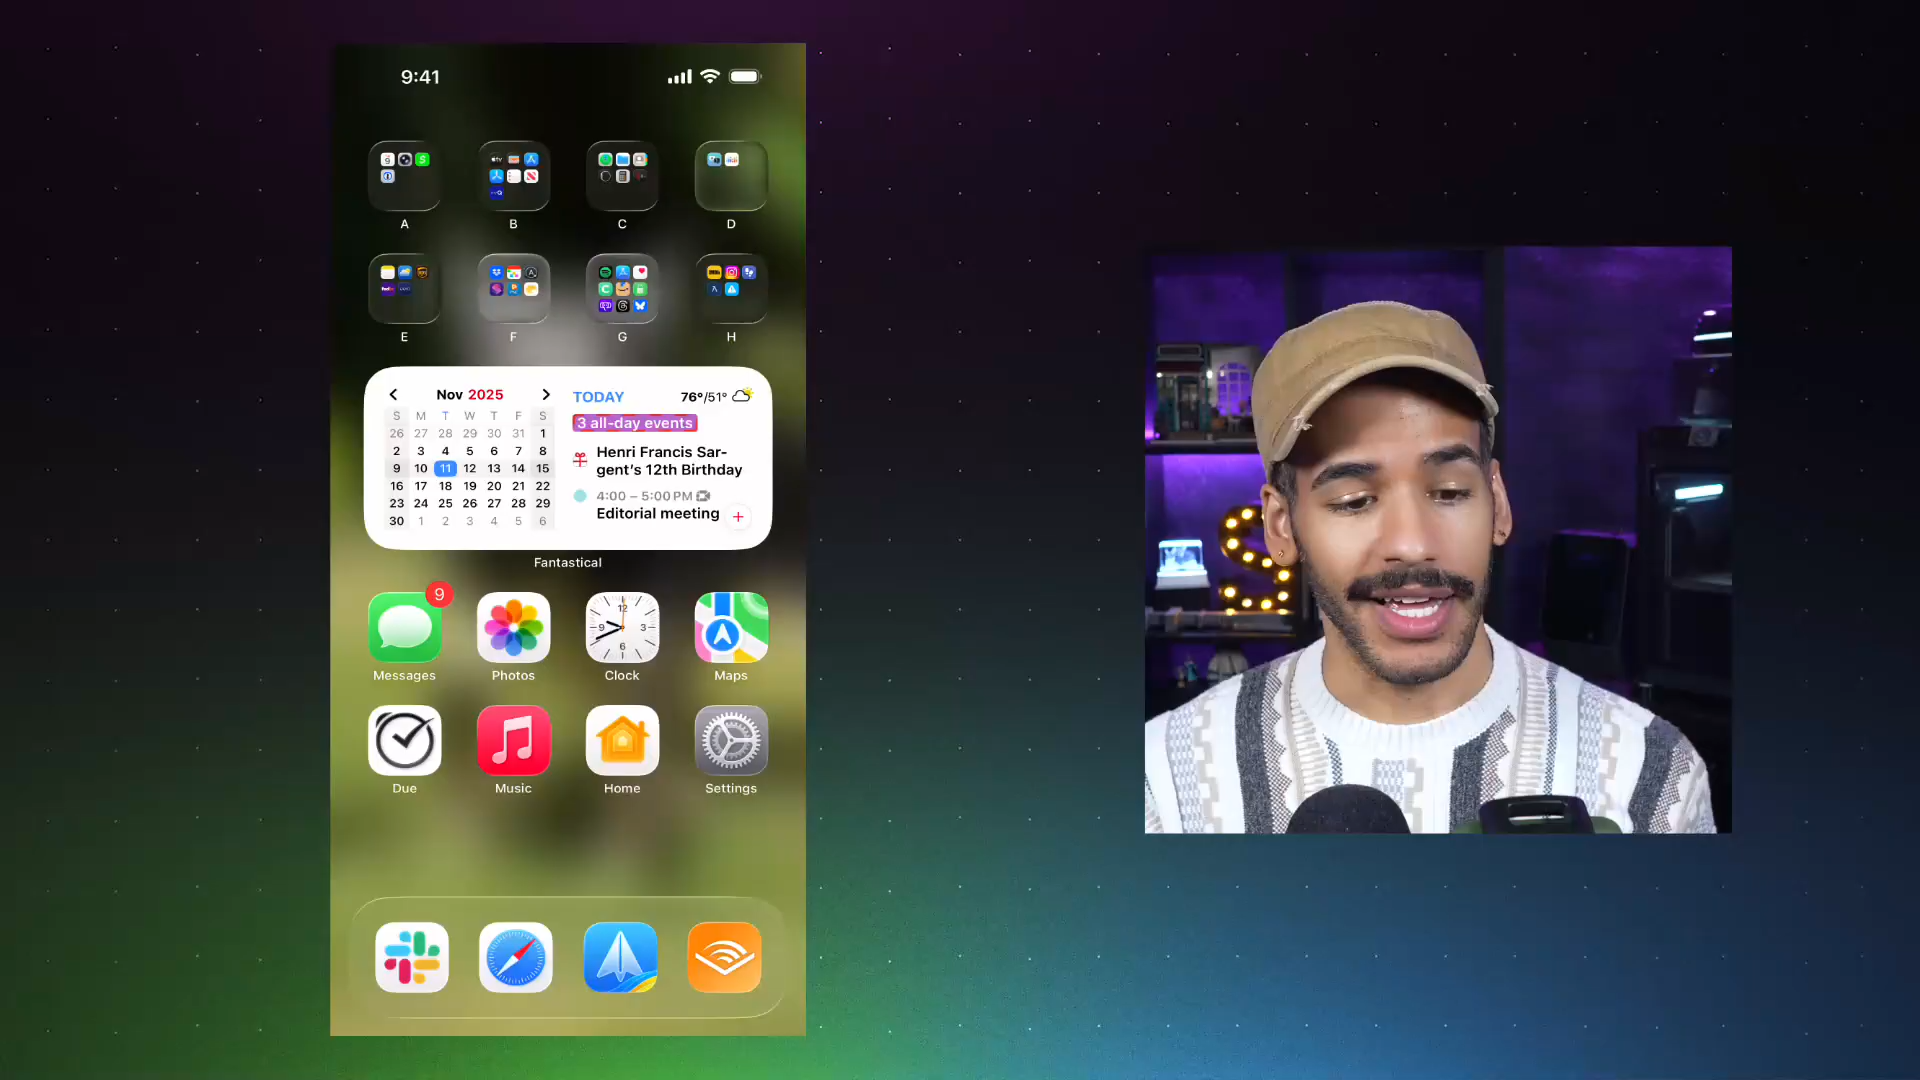 9:41
A B C D
E F G H
Nov 2025
S M T W T F S
26 27 28 29 30 31 1
2 3 4 5 6 7 8
9 10 11 12 13 14 15
16 17 18 19 20 21 22
23 24 25 26 27 28 29
30 1 2 3 4 5 6
TODAY 76°/51°
3 all-day events
Henri Francis Sar-
gent's 12th Birthday
4:00 – 5:00 PM
Editorial meeting
Fantastical
9
12
9 3
6
Messages Photos Clock Maps
Due Music Home Settings
S